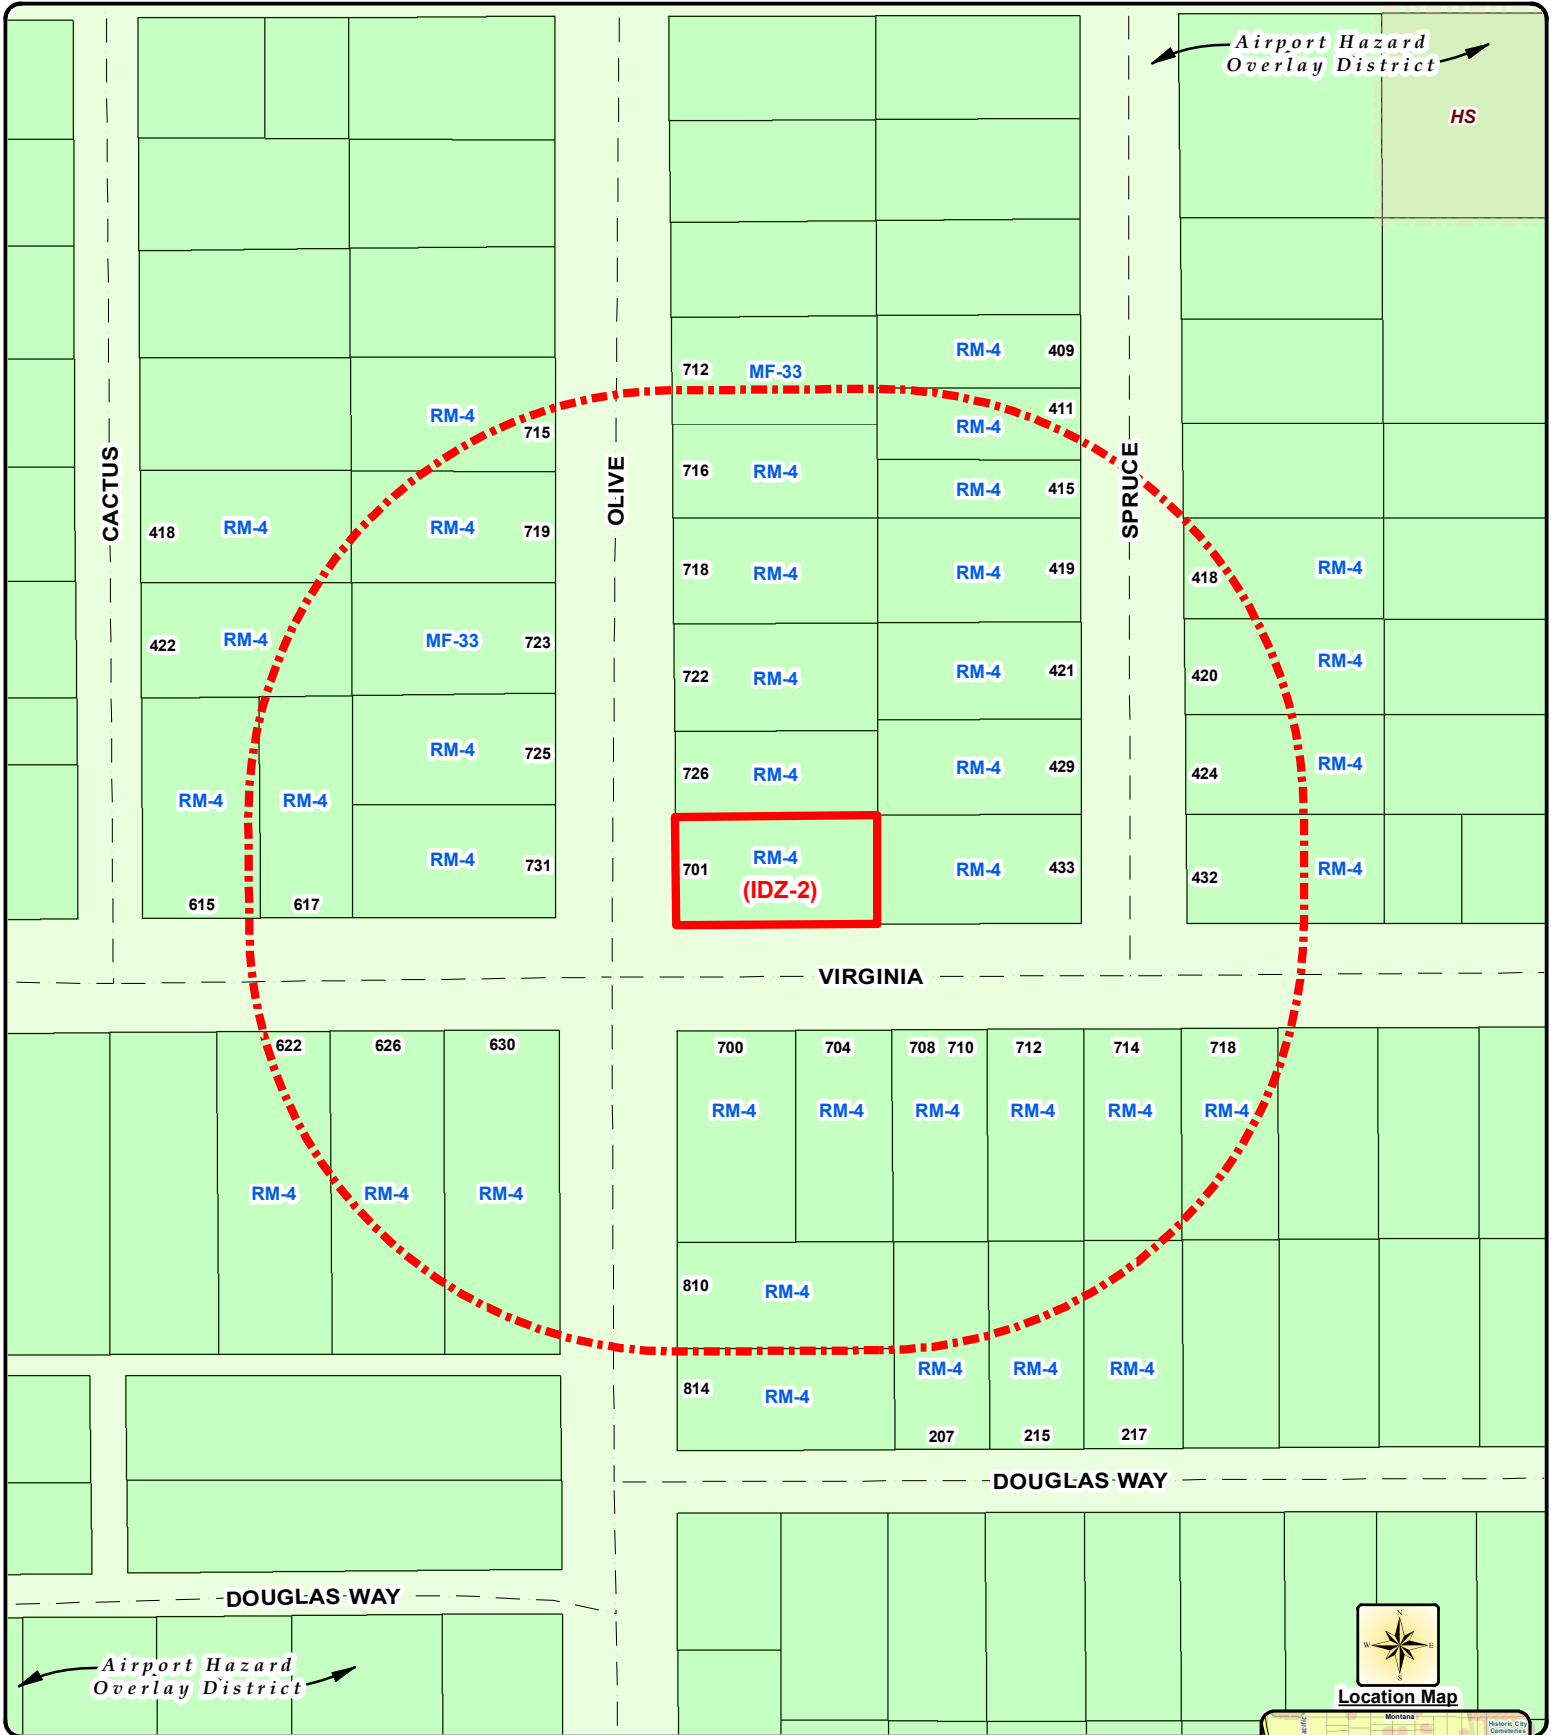 Airport Hazard
Overlay District
HS
712 MF-33
RM-4 409
411
RM-4
RM-4
715
CACTUS
OLIVE
SPRUCE
716 RM-4
RM-4 415
418 RM-4
RM-4 719
718 RM-4
RM-4 419
418 RM-4
422 RM-4
MF-33 723
722 RM-4
RM-4 421
420 RM-4
RM-4 725
726 RM-4
RM-4 429
424 RM-4
RM-4
615
RM-4
617
RM-4 731
701 RM-4
(IDZ-2)
RM-4 433
432 RM-4
VIRGINIA
622
RM-4
626
RM-4
630
RM-4
700
RM-4
704
RM-4
708 710
RM-4
712
RM-4
714
RM-4
718
RM-4
810 RM-4
814 RM-4
RM-4
207
RM-4
215
RM-4
217
DOUGLAS WAY
DOUGLAS WAY
Airport Hazard
Overlay District
N
W E
S
Location Map
Montana
Historic City
Cemeteries